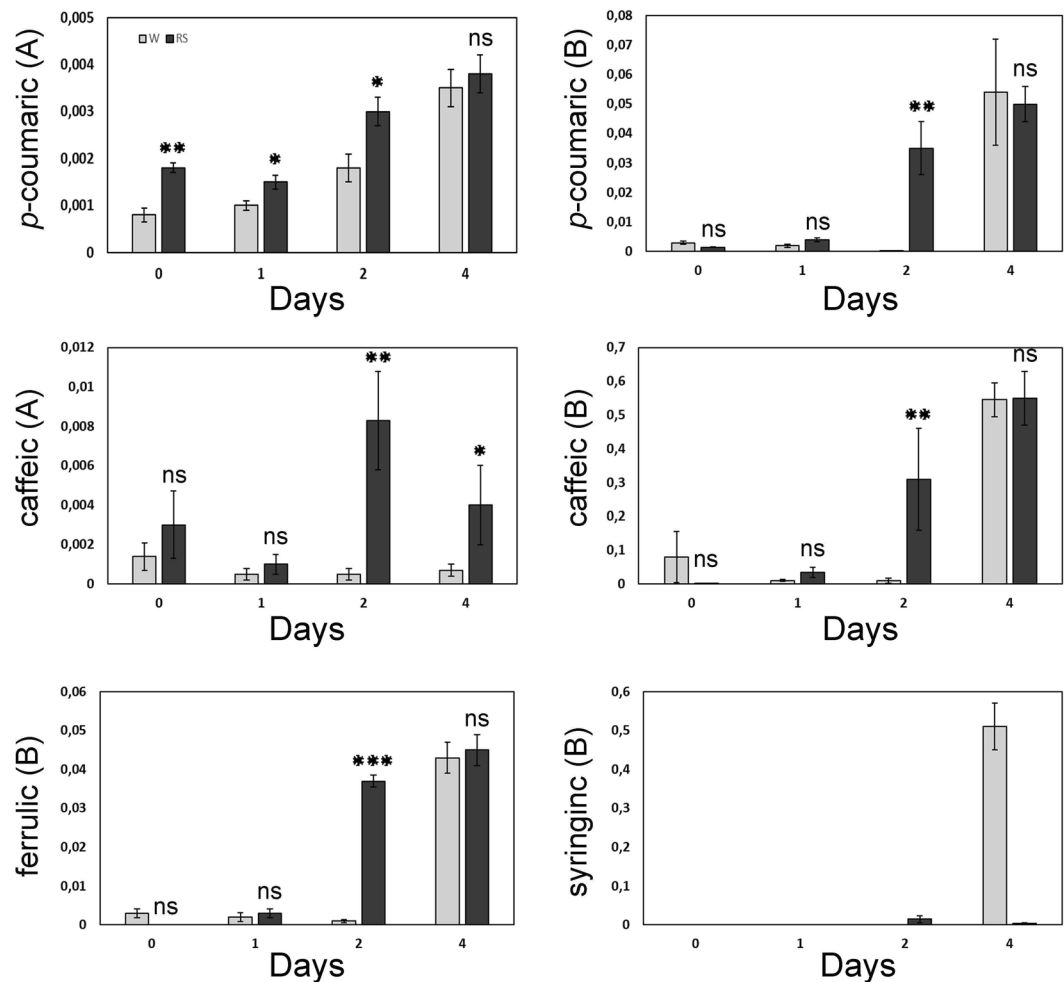 p-coumaric (A)
0,005
0,004
0,003
0,002
0,001
0
W RS
** * * ns
0 1 2 4
Days
p-coumaric (B)
0,08
0,07
0,06
0,05
0,04
0,03
0,02
0,01
0
ns ns ** ns
0 1 2 4
Days
caffeic (A)
0,012
0,01
0,008
0,006
0,004
0,002
0
ns ns ** *
0 1 2 4
Days
caffeic (B)
0,7
0,6
0,5
0,4
0,3
0,2
0,1
0
ns ns ** ns
0 1 2 4
Days
ferrulic (B)
0,06
0,05
0,04
0,03
0,02
0,01
0
ns ns *** ns
0 1 2 4
Days
syringinc (B)
0,6
0,5
0,4
0,3
0,2
0,1
0
0 1 2 4
Days